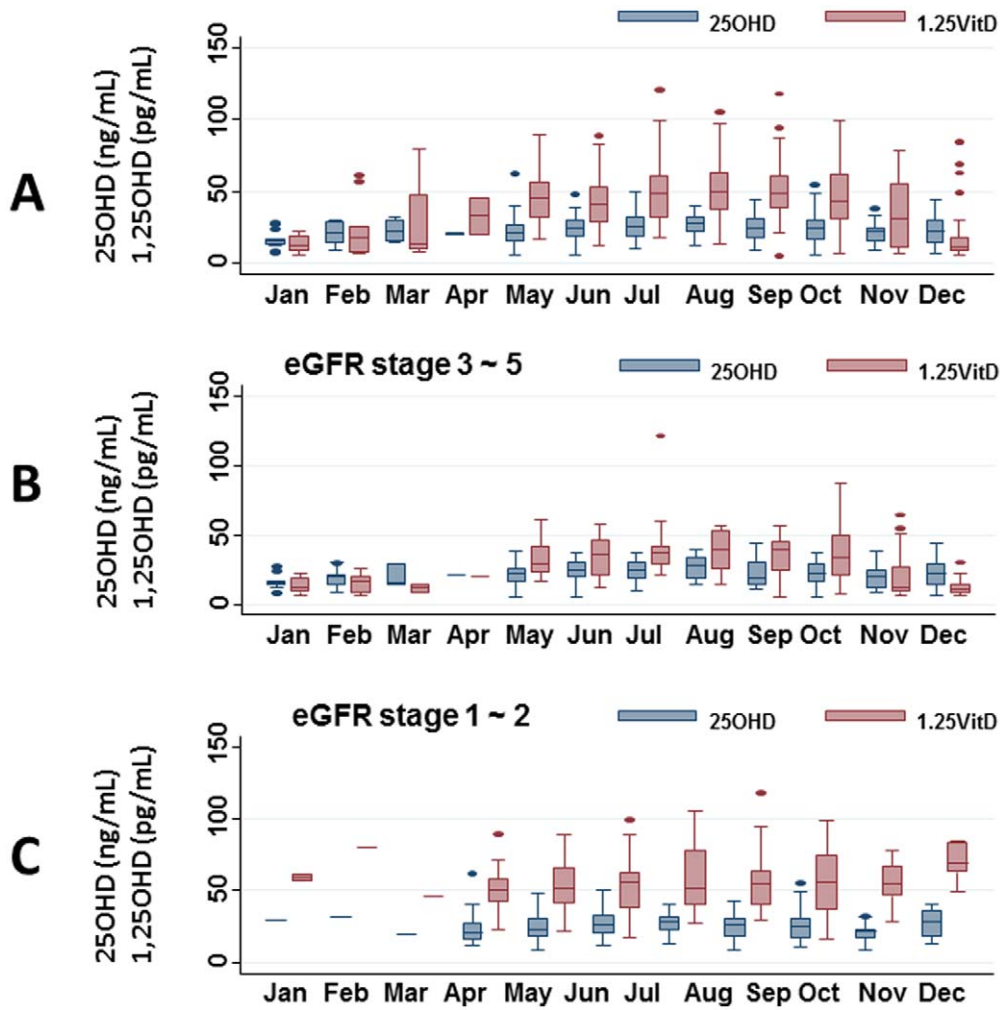 25OHD 1.25VitD
A
25OHD (ng/mL)
1,25OHD (pg/mL)
150
100
50
0
Jan Feb Mar Apr May Jun Jul Aug Sep Oct Nov Dec
eGFR stage 3 ~ 5
25OHD 1.25VitD
B
25OHD (ng/mL)
1,25OHD (pg/mL)
150
100
50
0
Jan Feb Mar Apr May Jun Jul Aug Sep Oct Nov Dec
eGFR stage 1 ~ 2
25OHD 1.25VitD
C
25OHD (ng/mL)
1,25OHD (pg/mL)
150
100
50
0
Jan Feb Mar Apr May Jun Jul Aug Sep Oct Nov Dec